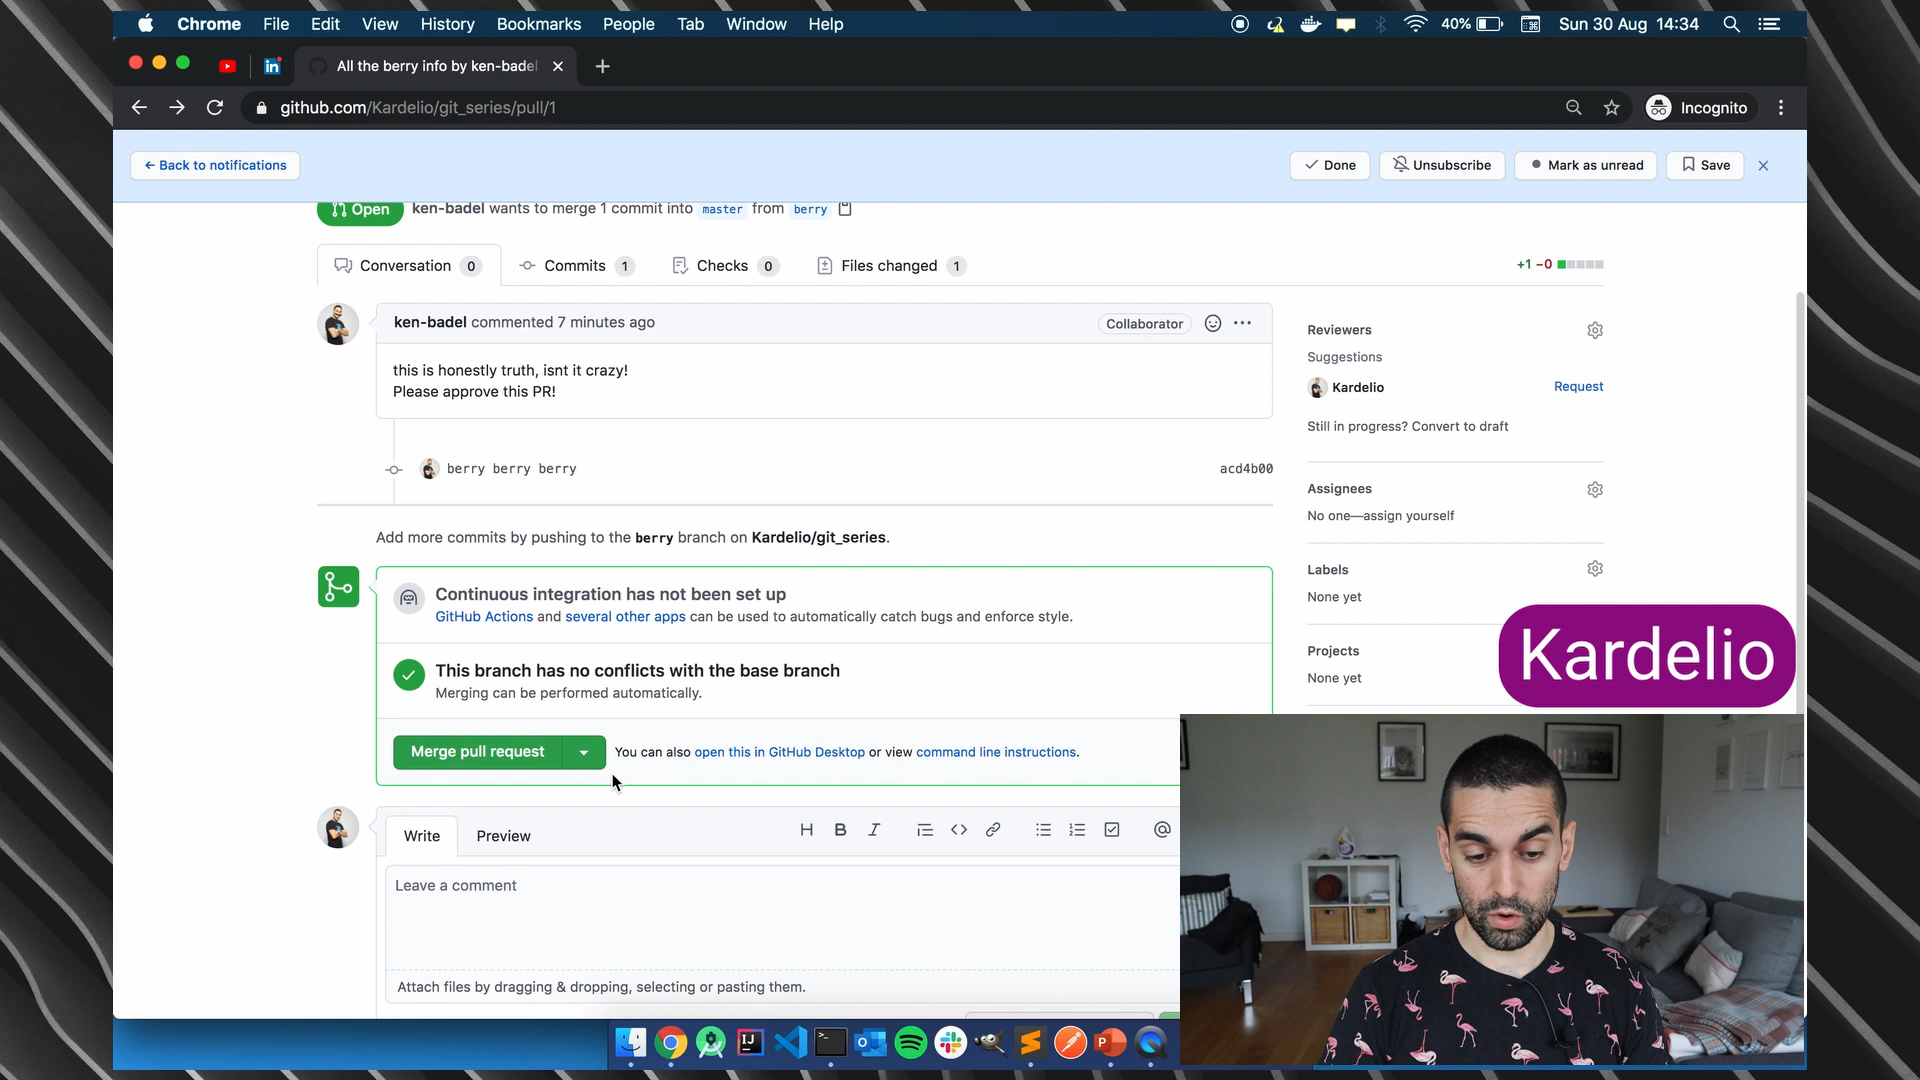 Chrome File Edit View History Bookmarks People Tab Window Help 40% Sun 30 Aug 14:34
All the berry info by ken-badel
github.com/Kardelio/git_series/pull/1 Incognito
← Back to notifications Done Unsubscribe Mark as unread Save
Open ken-badel wants to merge 1 commit into master from berry
Conversation 0 Commits 1 Checks 0 Files changed 1 +1 −0
ken-badel commented 7 minutes ago Collaborator
this is honestly truth, isnt it crazy!
Please approve this PR!
berry berry berry acd4b00
Add more commits by pushing to the berry branch on Kardelio/git_series.
Continuous integration has not been set up
GitHub Actions and several other apps can be used to automatically catch bugs and enforce style.
This branch has no conflicts with the base branch
Merging can be performed automatically.
Merge pull request You can also open this in GitHub Desktop or view command line instructions.
Write Preview
Leave a comment
Attach files by dragging & dropping, selecting or pasting them.
Reviewers
Suggestions
Kardelio Request
Still in progress? Convert to draft
Assignees
No one—assign yourself
Labels
None yet
Projects
None yet
Kardelio